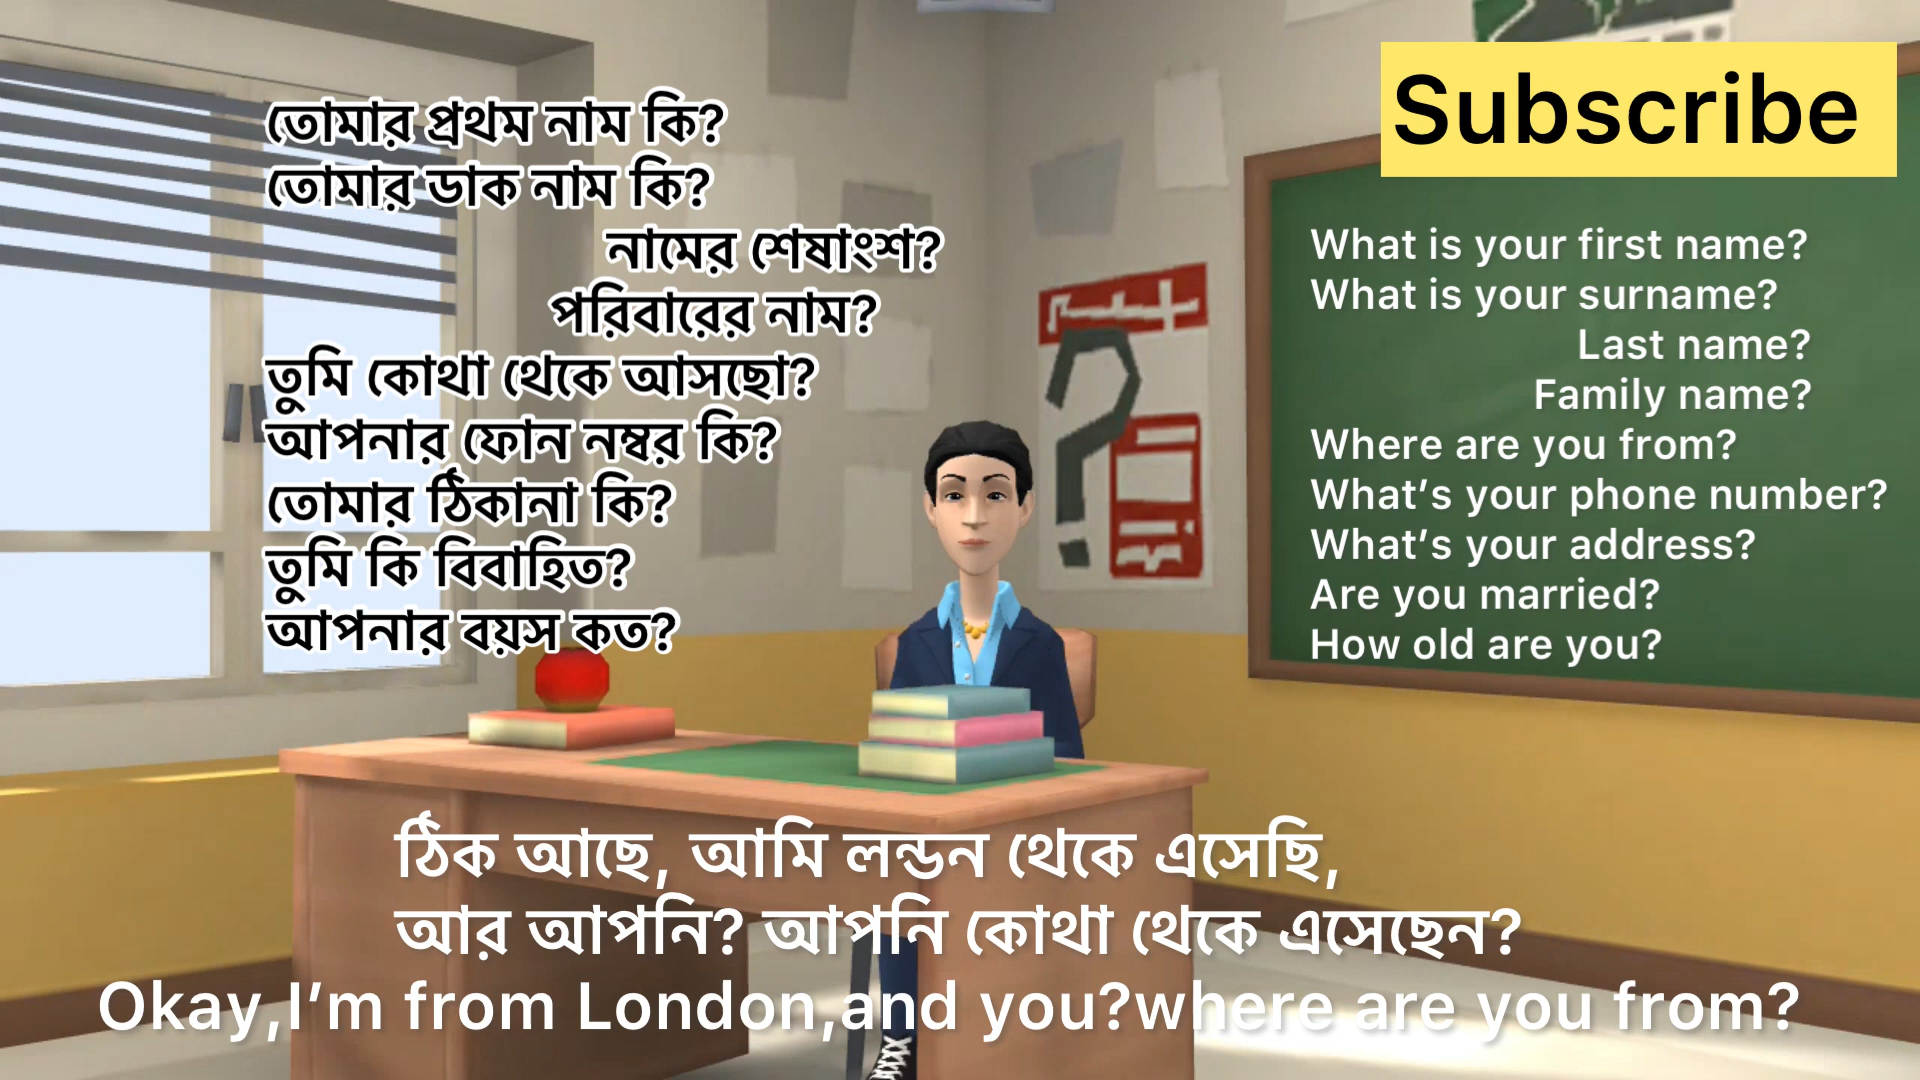 Subscribe
তোমার প্রথম নাম কি?
তোমার ডাক নাম কি?
নামের শেষাংশ?
পরিবারের নাম?
তুমি কোথা থেকে আসছো?
আপনার ফোন নম্বর কি?
তোমার ঠিকানা কি?
তুমি কি বিবাহিত?
আপনার বয়স কত?
What is your first name?
What is your surname?
Last name?
Family name?
Where are you from?
What’s your phone number?
What’s your address?
Are you married?
How old are you?
ঠিক আছে, আমি লন্ডন থেকে এসেছি,
আর আপনি? আপনি কোথা থেকে এসেছেন?
Okay,I’m from London,and you?where are you from?